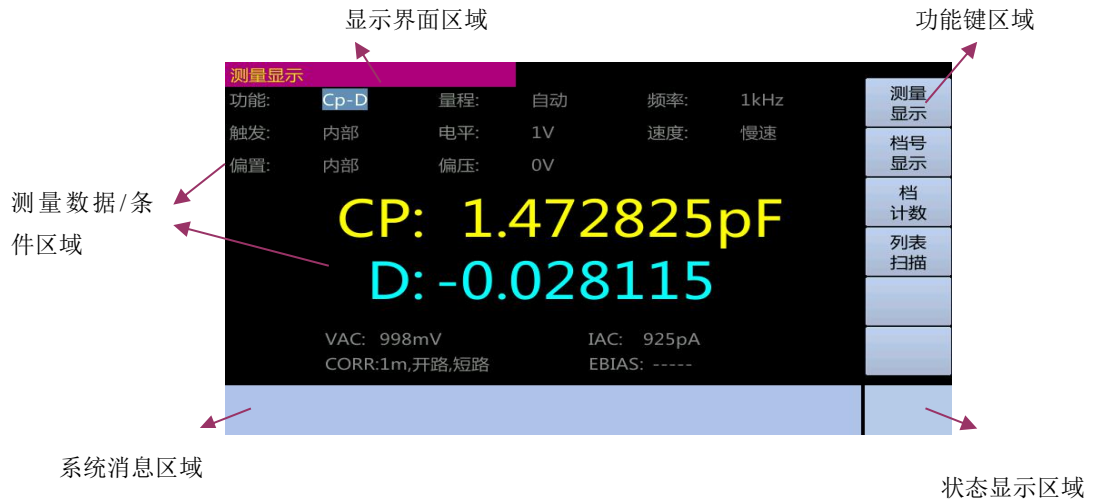 显示界面区域
功能键区域
测量显示
功能: Cp-D 量程: 自动 频率: 1kHz
触发: 内部 电平: 1V 速度: 慢速
偏置: 内部 偏压: 0V
测量
显示
档号
显示
档
计数
列表
扫描
测量数据/条
件区域
CP: 1.472825pF
D: -0.028115
VAC: 998mV IAC: 925pA
CORR:1m,开路,短路 EBIAS: -----
系统消息区域
状态显示区域